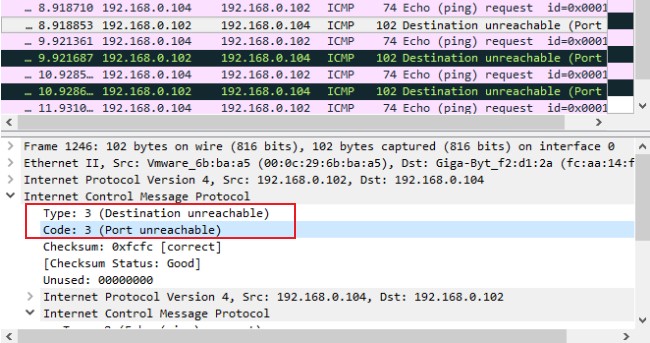 ... 8.918710 192.168.0.104 192.168.0.102 ICMP 74 Echo (ping) request id=0x0001
... 8.918853 192.168.0.102 192.168.0.104 ICMP 102 Destination unreachable (Port
... 9.921361 192.168.0.104 192.168.0.102 ICMP 74 Echo (ping) request id=0x0001
... 9.921687 192.168.0.102 192.168.0.104 ICMP 102 Destination unreachable (Port
... 10.9285... 192.168.0.104 192.168.0.102 ICMP 74 Echo (ping) request id=0x0001
... 10.9286... 192.168.0.102 192.168.0.104 ICMP 102 Destination unreachable (Port
... 11.9310... 192.168.0.104 192.168.0.102 ICMP 74 Echo (ping) request id=0x0001
Frame 1246: 102 bytes on wire (816 bits), 102 bytes captured (816 bits) on interface 0
Ethernet II, Src: Vmware_6b:ba:a5 (00:0c:29:6b:ba:a5), Dst: Giga-Byt_f2:d1:2a (fc:aa:14:f
Internet Protocol Version 4, Src: 192.168.0.102, Dst: 192.168.0.104
Internet Control Message Protocol
Type: 3 (Destination unreachable)
Code: 3 (Port unreachable)
Checksum: 0xfcfc [correct]
[Checksum Status: Good]
Unused: 00000000
Internet Protocol Version 4, Src: 192.168.0.104, Dst: 192.168.0.102
Internet Control Message Protocol